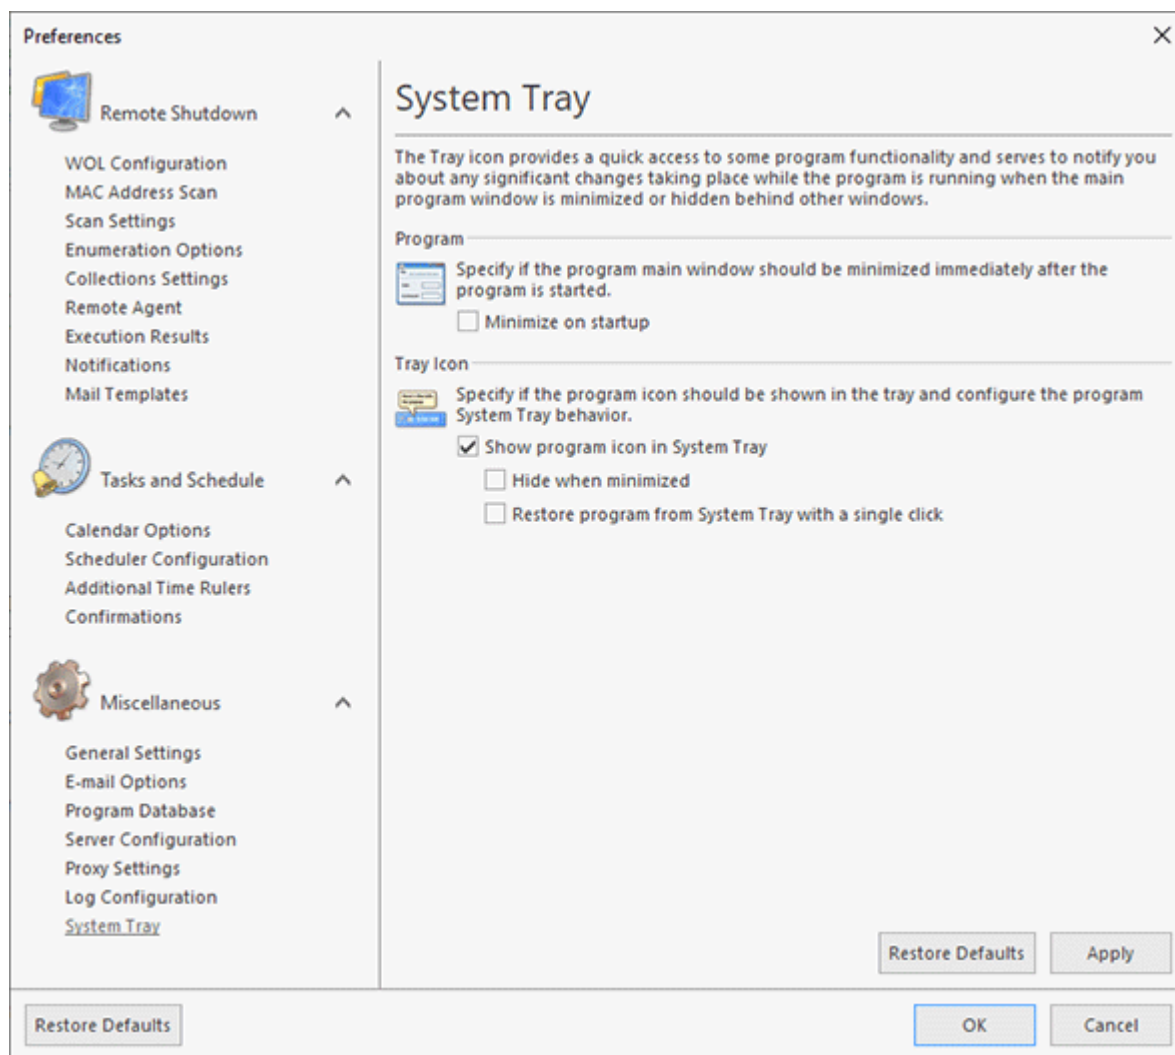 Preferences
Remote Shutdown
WOL Configuration
MAC Address Scan
Scan Settings
Enumeration Options
Collections Settings
Remote Agent
Execution Results
Notifications
Mail Templates
Tasks and Schedule
Calendar Options
Scheduler Configuration
Additional Time Rulers
Confirmations
Miscellaneous
General Settings
E-mail Options
Program Database
Server Configuration
Proxy Settings
Log Configuration
System Tray
System Tray
The Tray icon provides a quick access to some program functionality and serves to notify you
about any significant changes taking place while the program is running when the main
program window is minimized or hidden behind other windows.
Program
Specify if the program main window should be minimized immediately after the
program is started.
Minimize on startup
Tray Icon
Specify if the program icon should be shown in the tray and configure the program
System Tray behavior.
Show program icon in System Tray
Hide when minimized
Restore program from System Tray with a single click
Restore Defaults
Apply
Restore Defaults
OK
Cancel